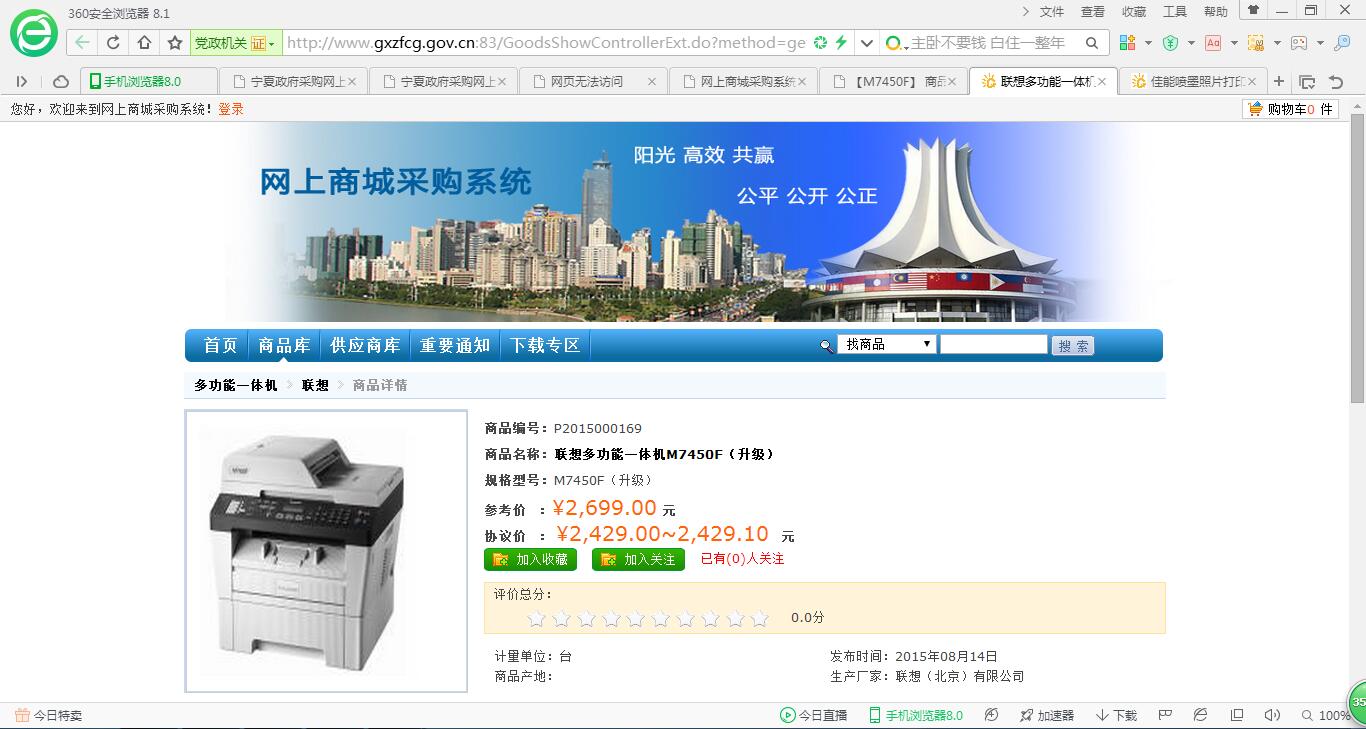 360安全浏览器 8.1
文件 查看 收藏 工具 帮助
党政机关 证 http://www.gxzfcg.gov.cn:83/GoodsShowControllerExt.do?method=ge 主卧不要钱 白住一整年
手机浏览器8.0 宁夏政府采购网上 宁夏政府采购网上 网页无法访问 网上商城采购系统 【M7450F】 商品 联想多功能一体机 佳能喷墨照片打印
您好，欢迎来到网上商城采购系统！登录 购物车0 件
阳光 高效 共赢
网上商城采购系统
公平 公开 公正
首页 商品库 供应商库 重要通知 下载专区 找商品 搜 索
多功能一体机 联想 商品详情
商品编号：P2015000169
商品名称：联想多功能一体机M7450F（升级）
规格型号：M7450F（升级）
参考价 ：¥2,699.00 元
协议价 ：¥2,429.00~2,429.10 元
加入收藏 加入关注 已有(0)人关注
评价总分：
0.0分
计量单位：台 发布时间：2015年08月14日
商品产地： 生产厂家：联想（北京）有限公司
35
今日特卖 今日直播 手机浏览器8.0 加速器 下载 100%